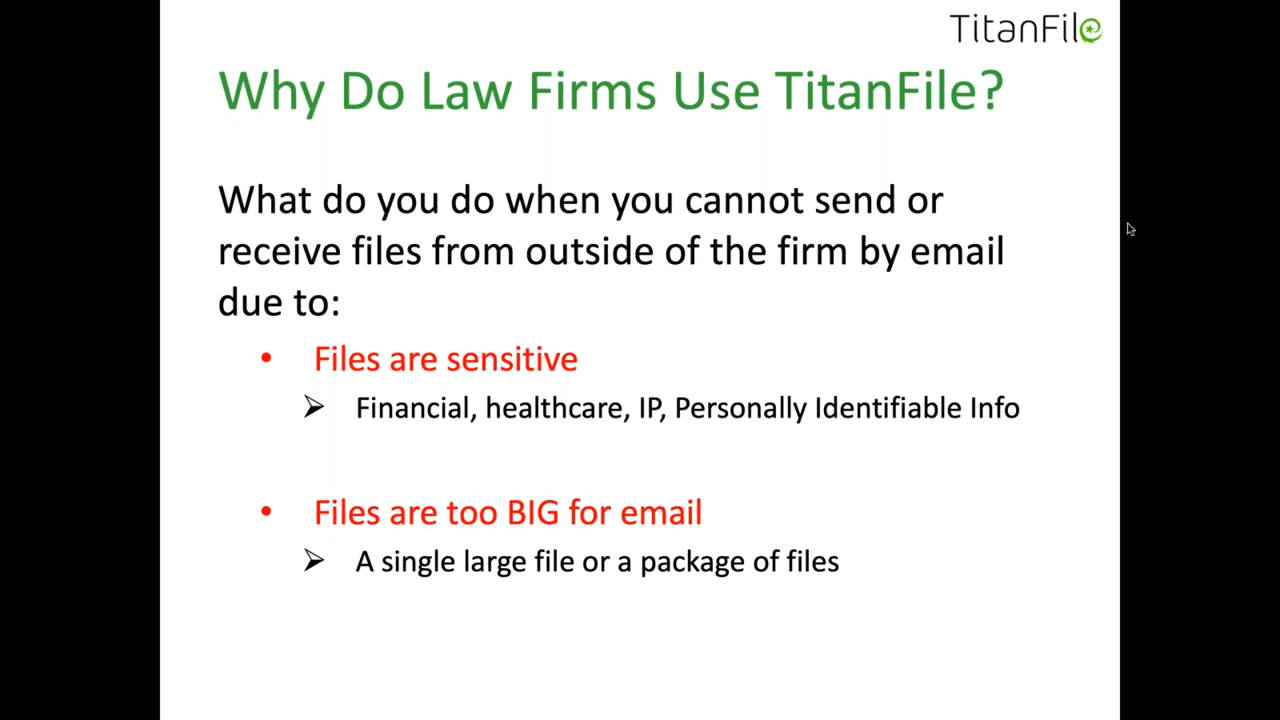 TitanFile
Why Do Law Firms Use TitanFile?
What do you do when you cannot send or
receive files from outside of the firm by email
due to:
• Files are sensitive
➢ Financial, healthcare, IP, Personally Identifiable Info
• Files are too BIG for email
➢ A single large file or a package of files